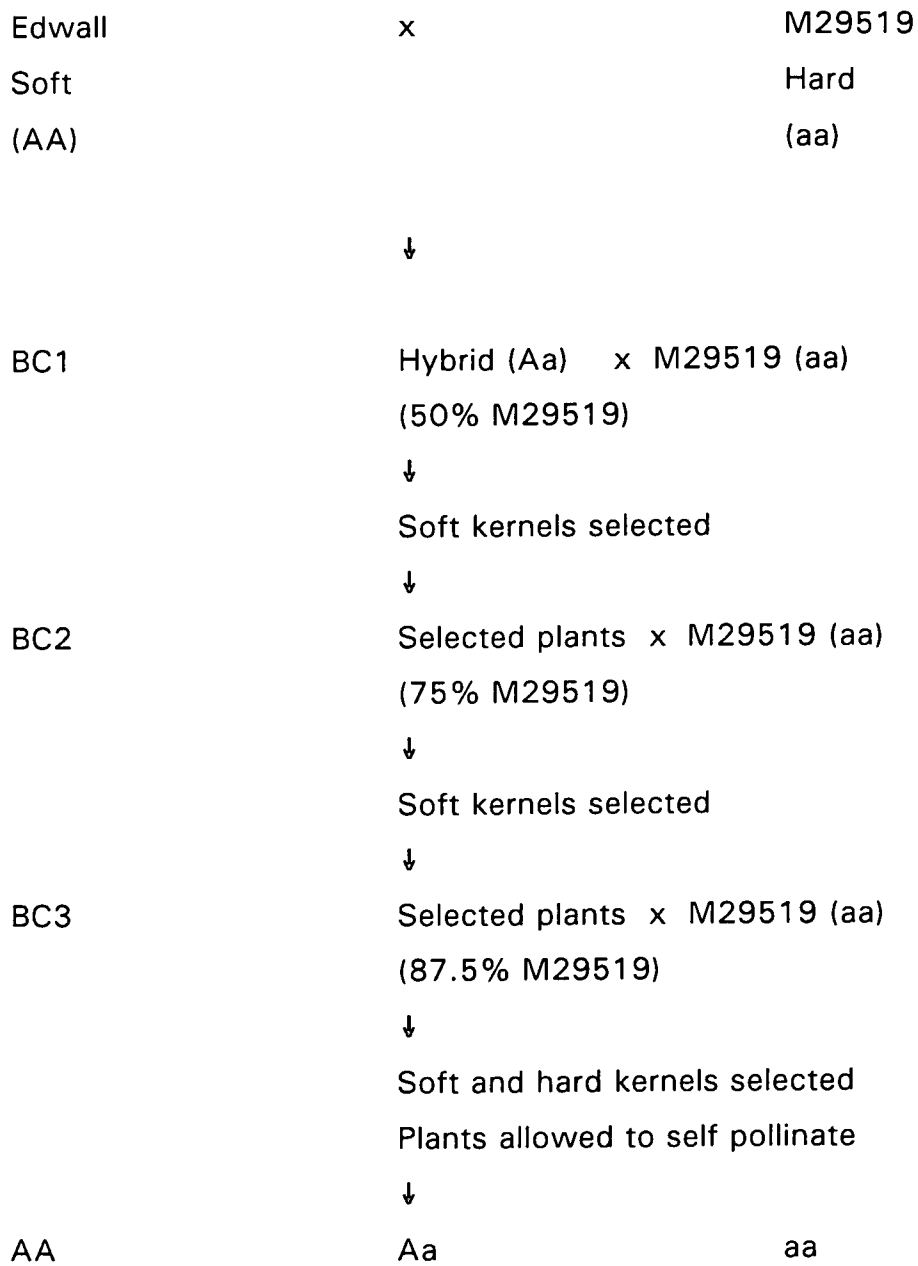 Edwall x M29519
Soft Hard
(AA) (aa)
↓
BC1 Hybrid (Aa) x M29519 (aa)
(50% M29519)
↓
Soft kernels selected
↓
BC2 Selected plants x M29519 (aa)
(75% M29519)
↓
Soft kernels selected
↓
BC3 Selected plants x M29519 (aa)
(87.5% M29519)
↓
Soft and hard kernels selected
Plants allowed to self pollinate
↓
AA Aa aa